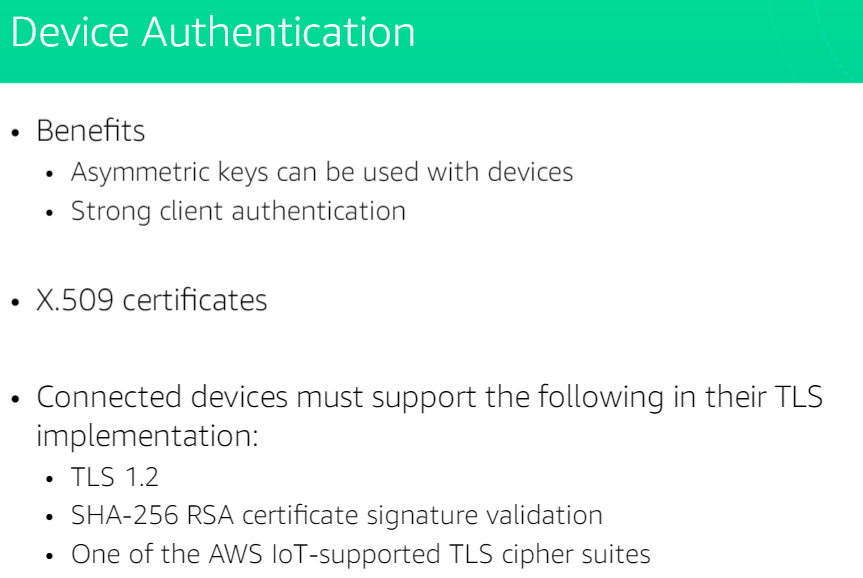 Device Authentication
• Benefits
• Asymmetric keys can be used with devices
• Strong client authentication
• X.509 certificates
• Connected devices must support the following in their TLS
implementation:
• TLS 1.2
• SHA-256 RSA certificate signature validation
• One of the AWS IoT-supported TLS cipher suites